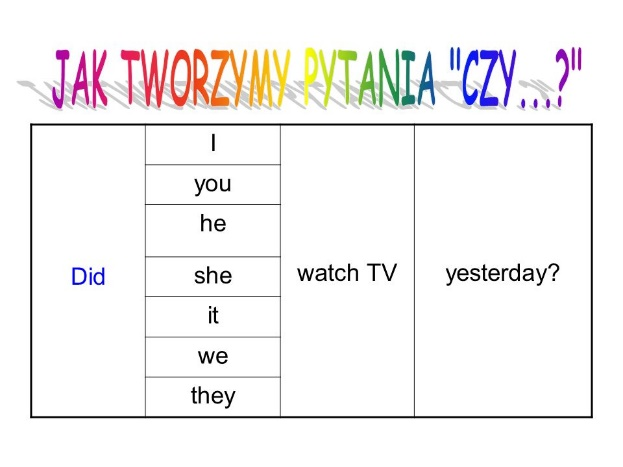 JAK TWORZYMY PYTANIA "CZY...?"
I
you
he
Did she watch TV yesterday?
it
we
they